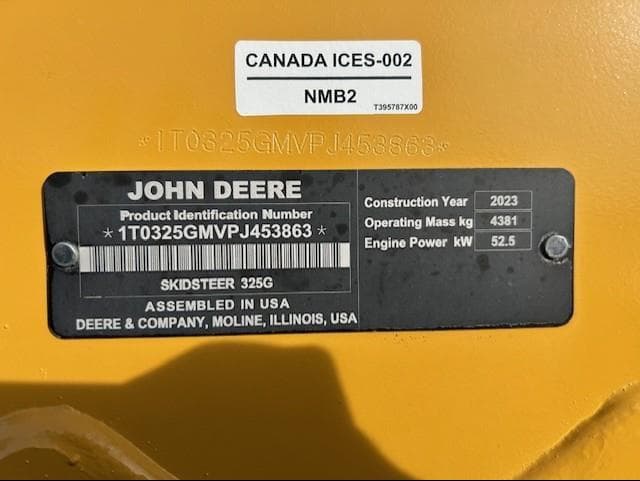 CANADA ICES-002
NMB2
T395787X00
*1T0325GMVPJ453863*
JOHN DEERE
Product Identification Number
*1T0325GMVPJ453863*
SKIDSTEER 325G
ASSEMBLED IN USA
DEERE & COMPANY, MOLINE, ILLINOIS, USA
Construction Year 2023
Operating Mass kg 4381
Engine Power kW 52.5